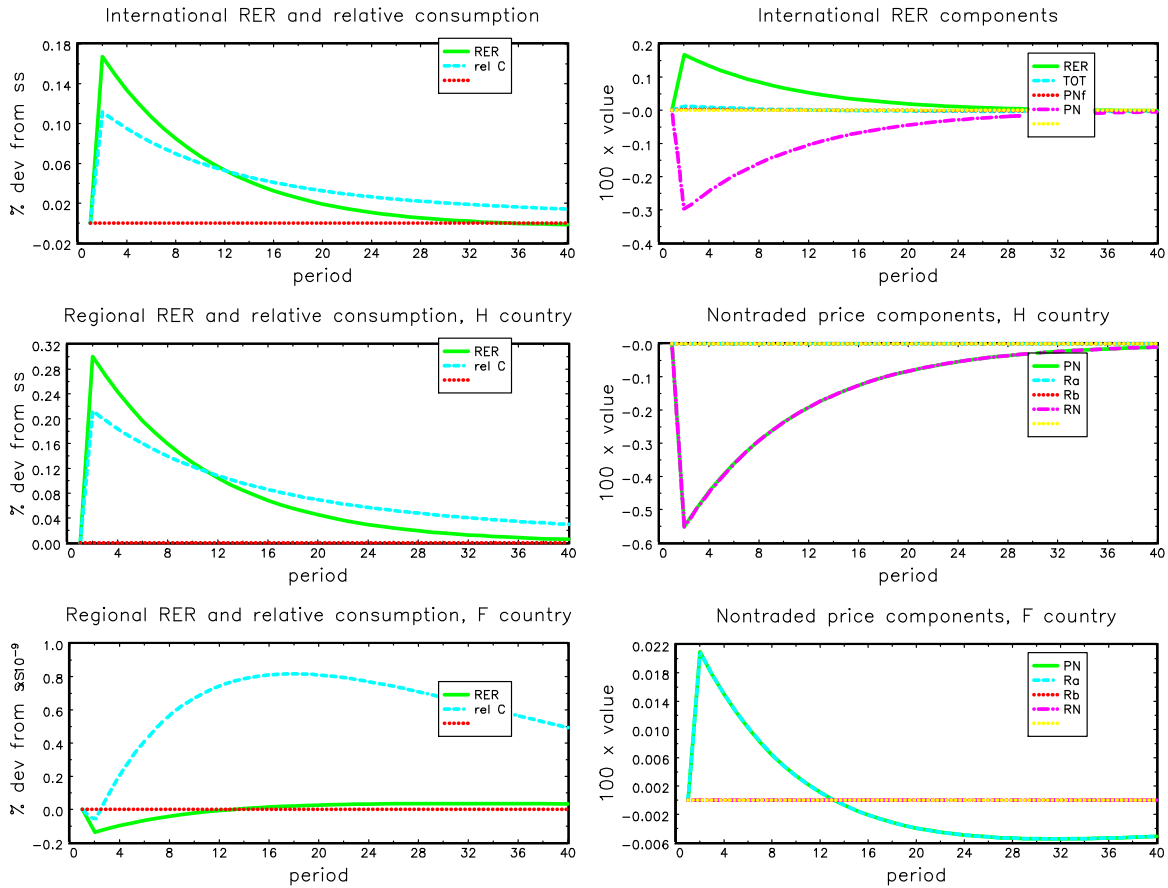 International RER and relative consumption
% dev from ss
0.18
0.14
0.10
0.06
0.02
−0.02
0 4 8 12 16 20 24 28 32 36 40
period
RER
rel C
International RER components
100 x value
0.2
0.1
−0.0
−0.1
−0.2
−0.3
−0.4
0 4 8 12 16 20 24 28 32 36 40
period
RER
TOT
PNf
PN
Regional RER and relative consumption, H country
% dev from ss
0.32
0.28
0.24
0.20
0.16
0.12
0.08
0.04
0.00
0 4 8 12 16 20 24 28 32 36 40
period
RER
rel C
Nontraded price components, H country
100 x value
−0.0
−0.1
−0.2
−0.3
−0.4
−0.5
−0.6
0 4 8 12 16 20 24 28 32 36 40
period
PN
Ra
Rb
RN
Regional RER and relative consumption, F country
% dev from
1.0
0.8
0.6
0.4
0.2
0.0
−0.2
0 4 8 12 16 20 24 28 32 36 40
period
RER
rel C
Nontraded price components, F country
100 x value
0.022
0.018
0.014
0.010
0.006
0.002
−0.002
−0.006
0 4 8 12 16 20 24 28 32 36 40
period
PN
Ra
Rb
RN